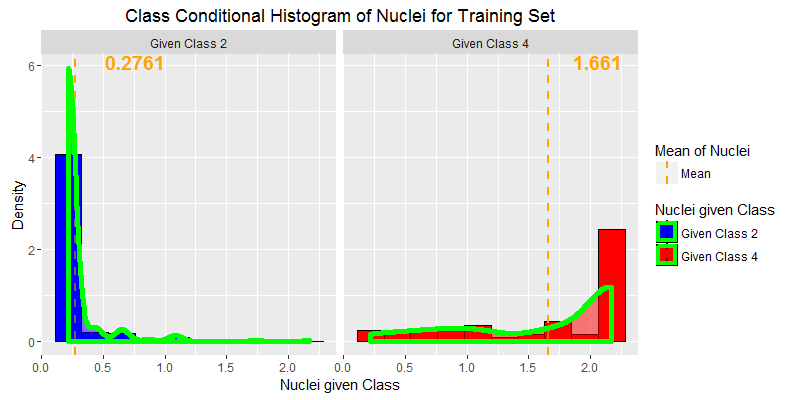 Class Conditional Histogram of Nuclei for Training Set
Given Class 2
Given Class 4
0.2761
1.661
6
4
2
0
Density
0.0 0.5 1.0 1.5 2.0
0.0 0.5 1.0 1.5 2.0
Nuclei given Class
Mean of Nuclei
Mean
Nuclei given Class
Given Class 2
Given Class 4